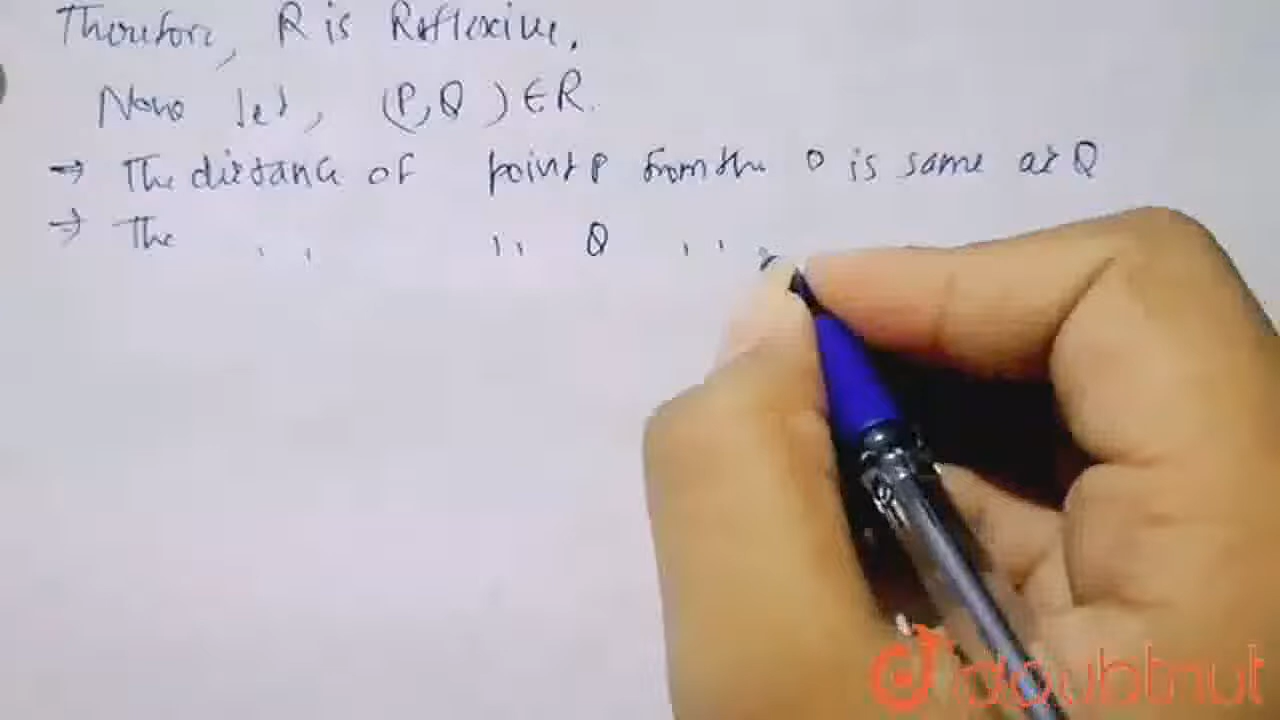 Therefore, R is Reflexive.
Now let, (P,Q) ∈ R.
→ The distance of point P from the O is same as Q
→ The ,, ,, Q ,,
doubtnut